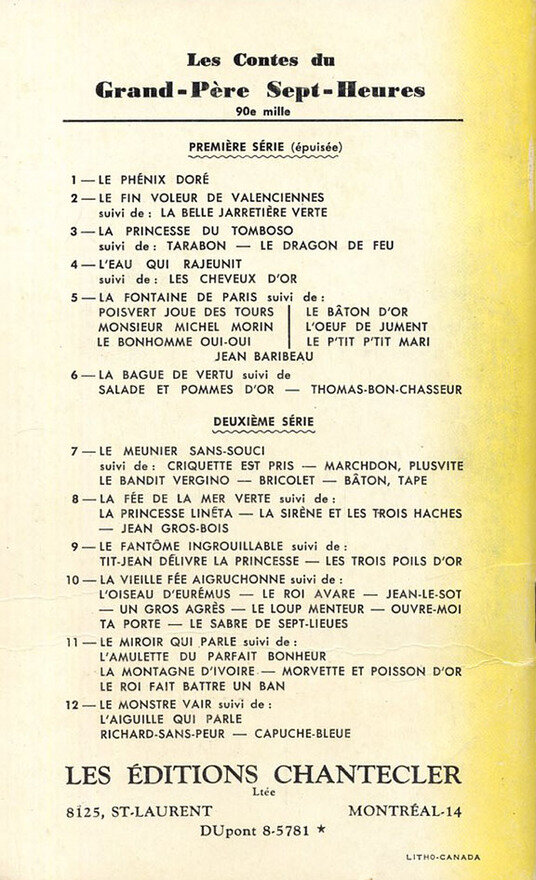 Les Contes du
Grand-Père Sept-Heures
90e mille
PREMIÈRE SÉRIE (épuisée)
1 — LE PHÉNIX DORÉ
2 — LE FIN VOLEUR DE VALENCIENNES
suivi de : LA BELLE JARRETIÈRE VERTE
3 — LA PRINCESSE DU TOMBOSO
suivi de : TARABON — LE DRAGON DE FEU
4 — L'EAU QUI RAJEUNIT
suivi de : LES CHEVEUX D'OR
5 — LA FONTAINE DE PARIS suivi de :
POISVERT JOUE DES TOURS | LE BÂTON D'OR
MONSIEUR MICHEL MORIN | L'OEUF DE JUMENT
LE BONHOMME OUI-OUI | LE P'TIT P'TIT MARI
JEAN BARIBEAU
6 — LA BAGUE DE VERTU suivi de
SALADE ET POMMES D'OR — THOMAS-BON-CHASSEUR
DEUXIÈME SÉRIE
7 — LE MEUNIER SANS-SOUCI
suivi de : CRIQUETTE EST PRIS — MARCHDON, PLUSVITE
LE BANDIT VERGINO — BRICOLET — BÂTON, TAPE
8 — LA FÉE DE LA MER VERTE suivi de :
LA PRINCESSE LINÉTA — LA SIRÈNE ET LES TROIS HACHES
— JEAN GROS-BOIS
9 — LE FANTÔME INGROUILLABLE suivi de :
TIT-JEAN DÉLIVRE LA PRINCESSE — LES TROIS POILS D'OR
10 — LA VIEILLE FÉE AIGRUCHONNE suivi de :
L'OISEAU D'EURÉMUS — LE ROI AVARE — JEAN-LE-SOT
— UN GROS AGRÈS — LE LOUP MENTEUR — OUVRE-MOI
TA PORTE — LE SABRE DE SEPT-LIEUES
11 — LE MIROIR QUI PARLE suivi de :
L'AMULETTE DU PARFAIT BONHEUR
LA MONTAGNE D'IVOIRE — MORVETTE ET POISSON D'OR
LE ROI FAIT BATTRE UN BAN
12 — LE MONSTRE VAIR suivi de :
L'AIGUILLE QUI PARLE
RICHARD-SANS-PEUR — CAPUCHE-BLEUE
LES ÉDITIONS CHANTECLER
Ltée
8125, ST-LAURENT MONTRÉAL-14
DUpont 8-5781 *
LITHO-CANADA